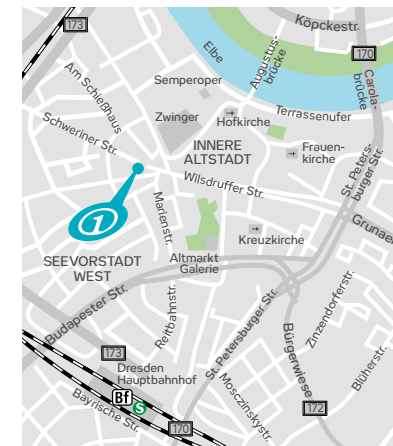 173
Köpckestr.
Elbe
Augustus-
brücke
170
Carola-
brücke
Am Schießhaus
Semperoper
Zwinger
Hofkirche
Terrassenufer
Schweriner Str.
INNERE
ALTSTADT
Frauen-
kirche
St. Peters-
burger Str.
Wilsdruffer Str.
1
Marienstr.
Grunaer
Kreuzkirche
SEEVORSTADT
WEST
Altmarkt
Galerie
Budapester Str.
Reitbahnstr.
St. Petersburger Str.
Bürgerwiese
Zinzendorferstr.
Blüherstr.
173
Dresden
Hauptbahnhof
Bf
S
Bayrische Str.
170
Mosczinskystr.
172